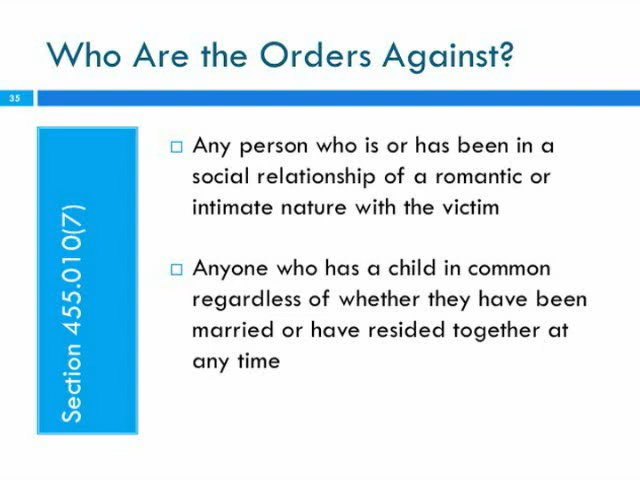 Who Are the Orders Against?
35
Section 455.010(7)
Any person who is or has been in a
social relationship of a romantic or
intimate nature with the victim
Anyone who has a child in common
regardless of whether they have been
married or have resided together at
any time